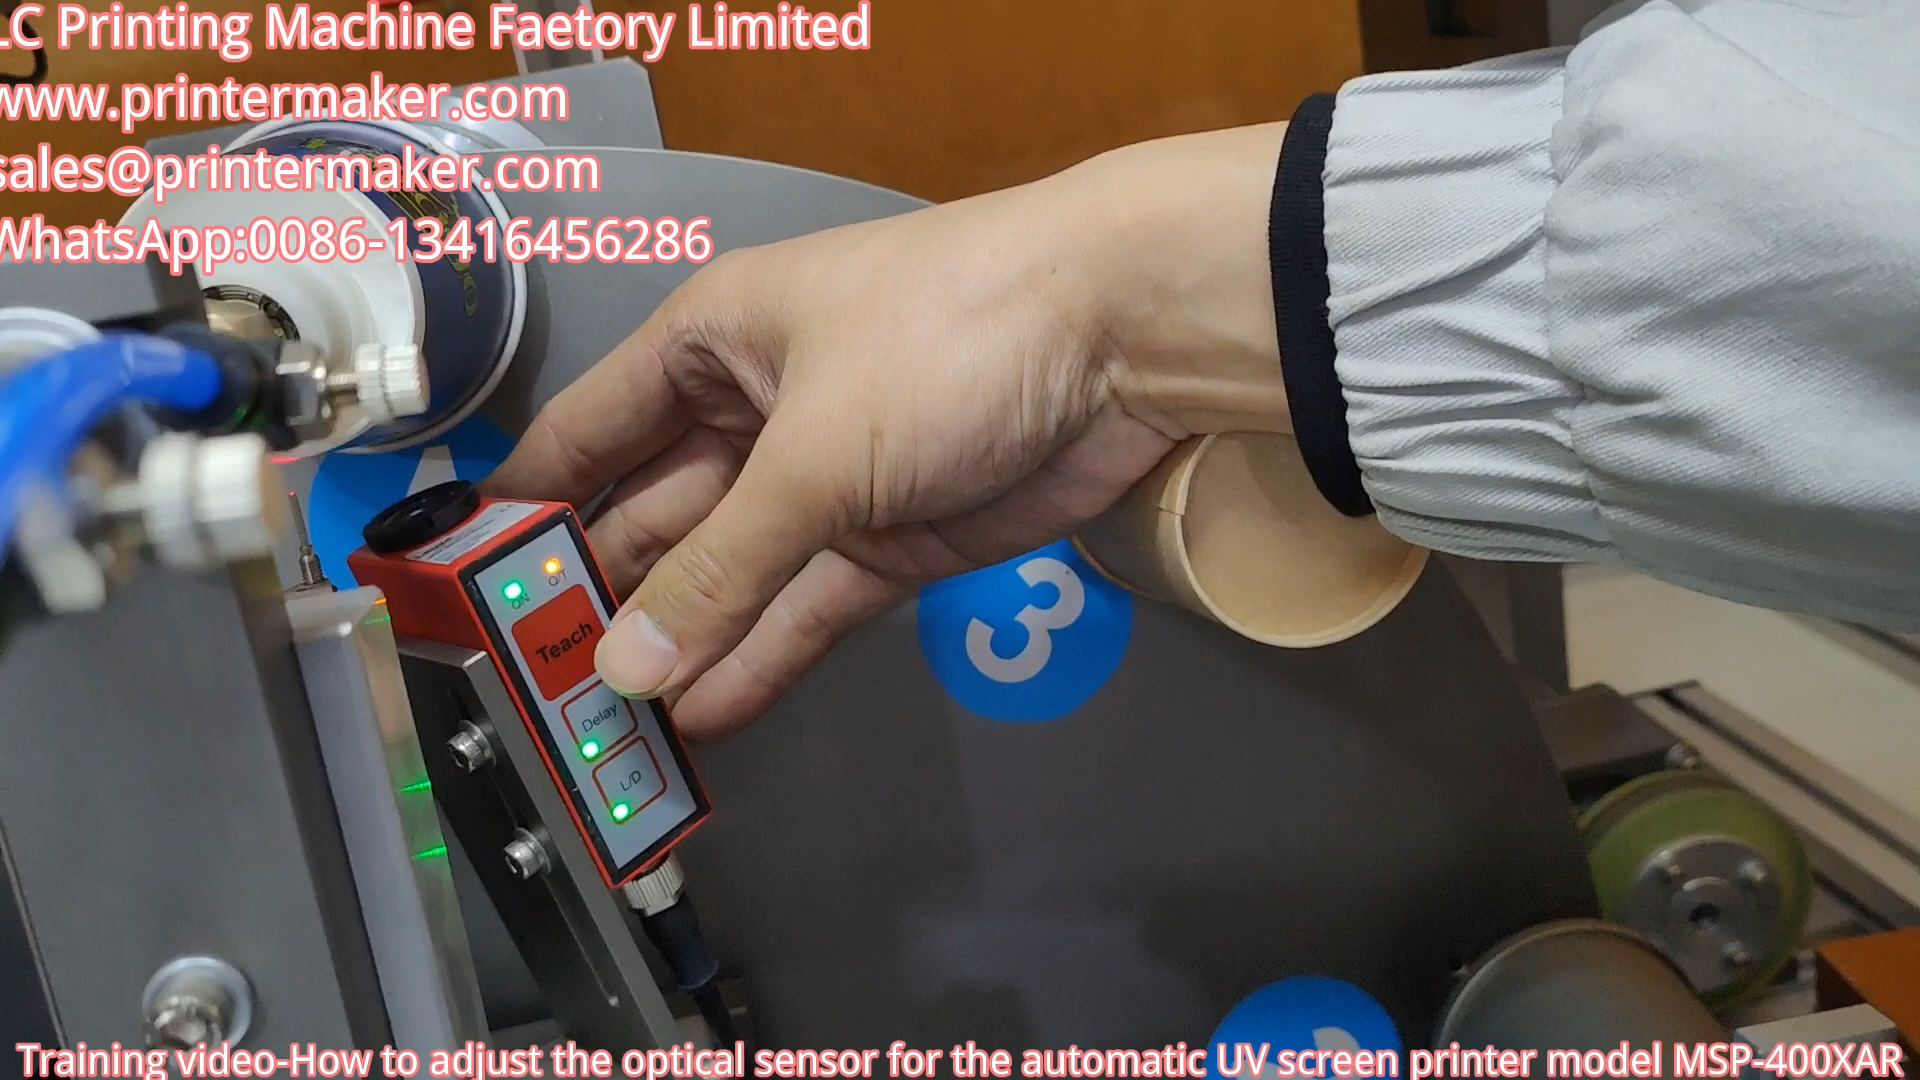 LC Printing Machine Faetory Limited
www.printermaker.com
sales@printermaker.com
WhatsApp:0086-13416456286
ON
O/T
Teach
Delay
L/D
3
Training video-How to adjust the optical sensor for the automatic UV screen printer model MSP-400XAR